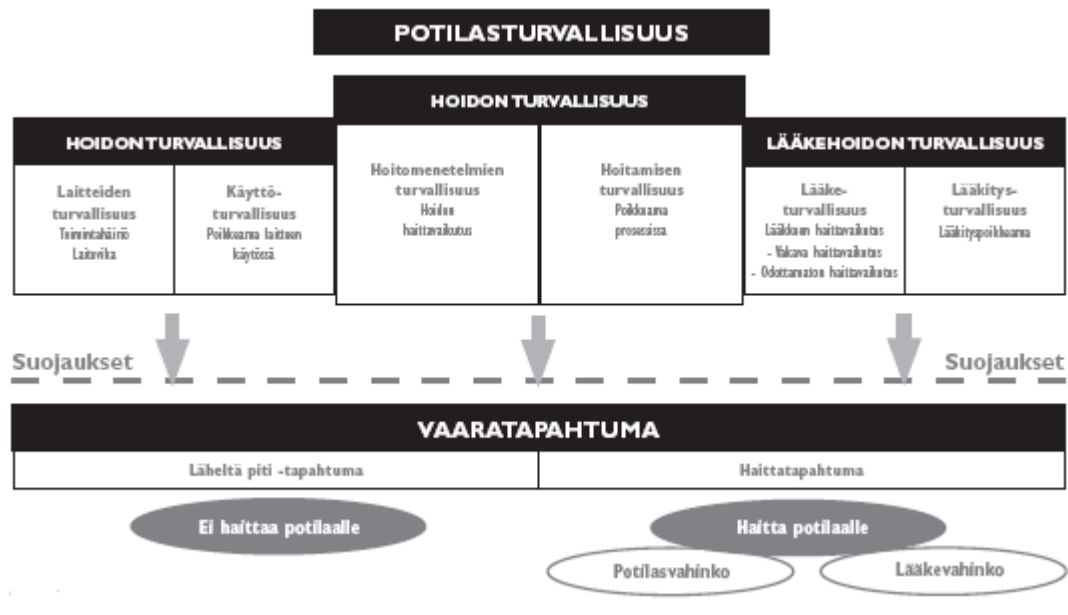 POTILASTURVALLISUUS
HOIDON TURVALLISUUS
HOIDON TURVALLISUUS
LÄÄKEHOIDON TURVALLISUUS
Laitteiden
turvallisuus
Toimintahäiriö
Laitevika
Käyttö-
turvallisuus
Poikkeama laitteen
käytössä
Hoitomenetelmien
turvallisuus
Hoidon
haittavaikutus
Hoitamisen
turvallisuus
Poikkeama
prosessissa
Lääke-
turvallisuus
Lääkkeen haittavaikutus
- Vakava haittavaikutus
- Odottamaton haittavaikutus
Lääkitys-
turvallisuus
Lääkityspoikkeama
Suojaukset
Suojaukset
VAARATAPAHTUMA
Läheltä piti -tapahtuma
Haittatapahtuma
Ei haittaa potilaalle
Haitta potilaalle
Potilasvahinko
Lääkevahinko